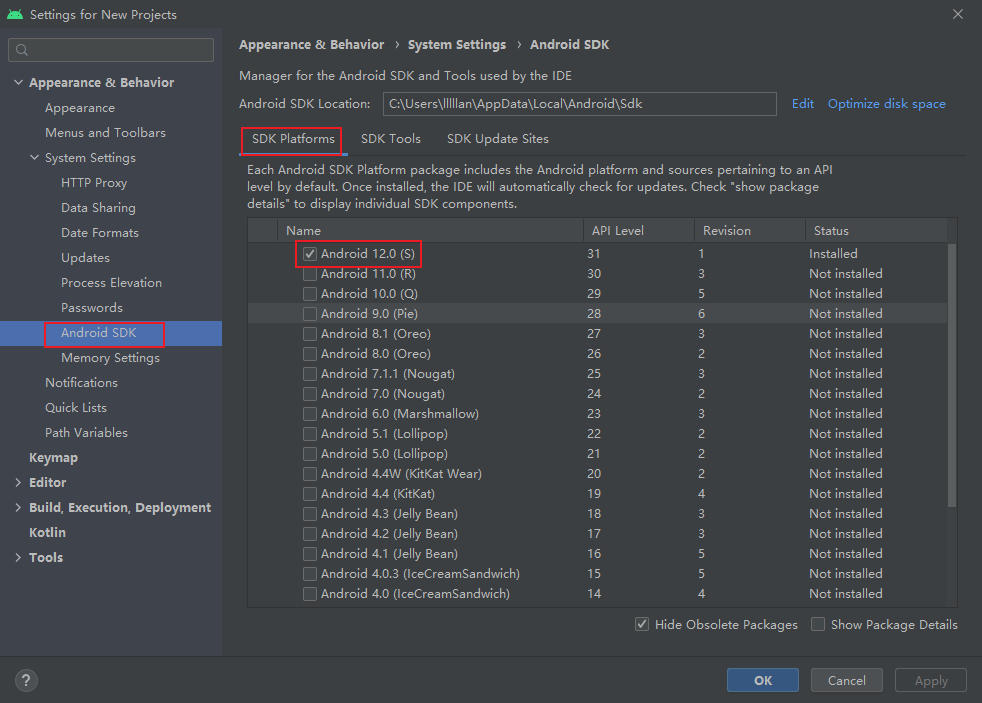 Settings for New Projects
Appearance & Behavior
Appearance
Menus and Toolbars
System Settings
HTTP Proxy
Data Sharing
Date Formats
Updates
Process Elevation
Passwords
Android SDK
Memory Settings
Notifications
Quick Lists
Path Variables
Keymap
Editor
Build, Execution, Deployment
Kotlin
Tools
Appearance & Behavior › System Settings › Android SDK
Manager for the Android SDK and Tools used by the IDE
Android SDK Location: C:\Users\lllllan\AppData\Local\Android\Sdk Edit Optimize disk space
SDK Platforms SDK Tools SDK Update Sites
Each Android SDK Platform package includes the Android platform and sources pertaining to an API
level by default. Once installed, the IDE will automatically check for updates. Check "show package
details" to display individual SDK components.
Name API Level Revision Status
Android 12.0 (S) 31 1 Installed
Android 11.0 (R) 30 3 Not installed
Android 10.0 (Q) 29 5 Not installed
Android 9.0 (Pie) 28 6 Not installed
Android 8.1 (Oreo) 27 3 Not installed
Android 8.0 (Oreo) 26 2 Not installed
Android 7.1.1 (Nougat) 25 3 Not installed
Android 7.0 (Nougat) 24 2 Not installed
Android 6.0 (Marshmallow) 23 3 Not installed
Android 5.1 (Lollipop) 22 2 Not installed
Android 5.0 (Lollipop) 21 2 Not installed
Android 4.4W (KitKat Wear) 20 2 Not installed
Android 4.4 (KitKat) 19 4 Not installed
Android 4.3 (Jelly Bean) 18 3 Not installed
Android 4.2 (Jelly Bean) 17 3 Not installed
Android 4.1 (Jelly Bean) 16 5 Not installed
Android 4.0.3 (IceCreamSandwich) 15 5 Not installed
Android 4.0 (IceCreamSandwich) 14 4 Not installed
Hide Obsolete Packages Show Package Details
? OK Cancel Apply